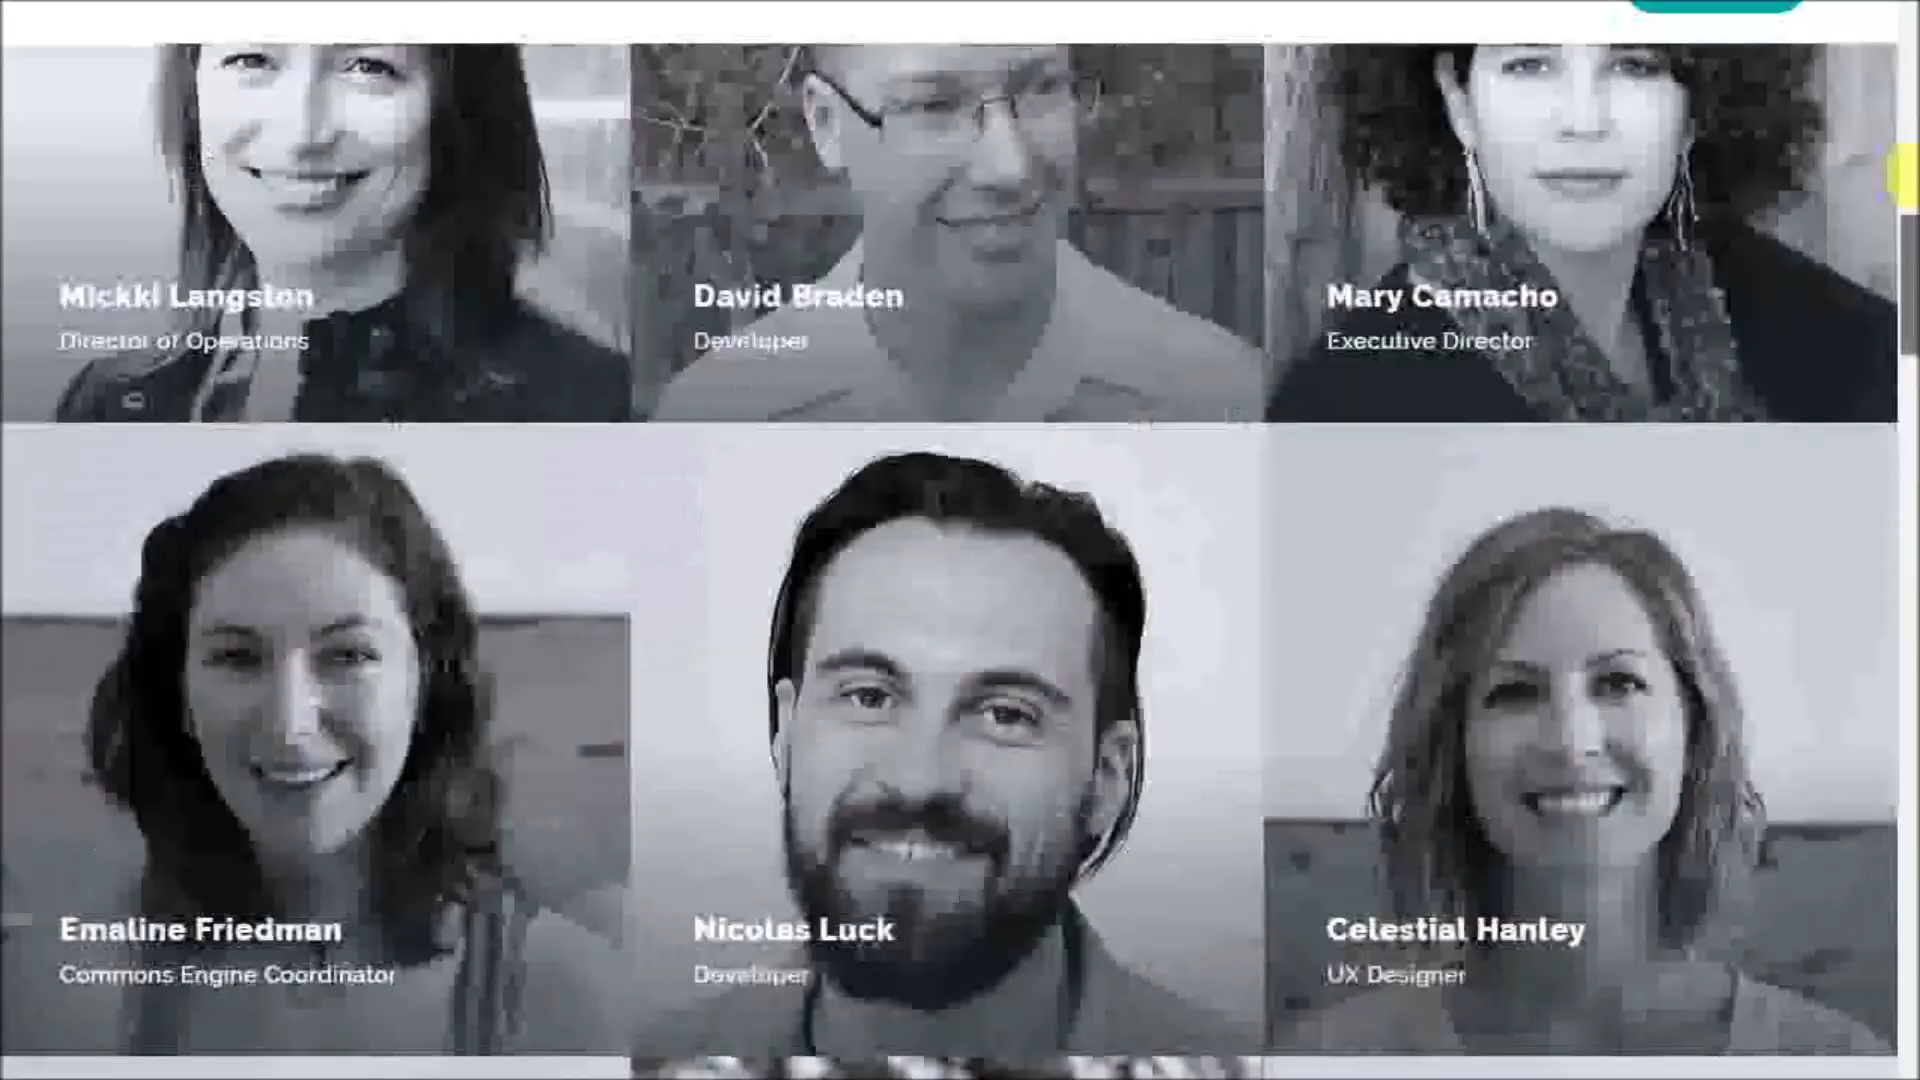 Mickki Langston
Director of Operations
David Braden
Developer
Mary Camacho
Executive Director
Emaline Friedman
Commons Engine Coordinator
Nicolas Luck
Developer
Celestial Hanley
UX Designer